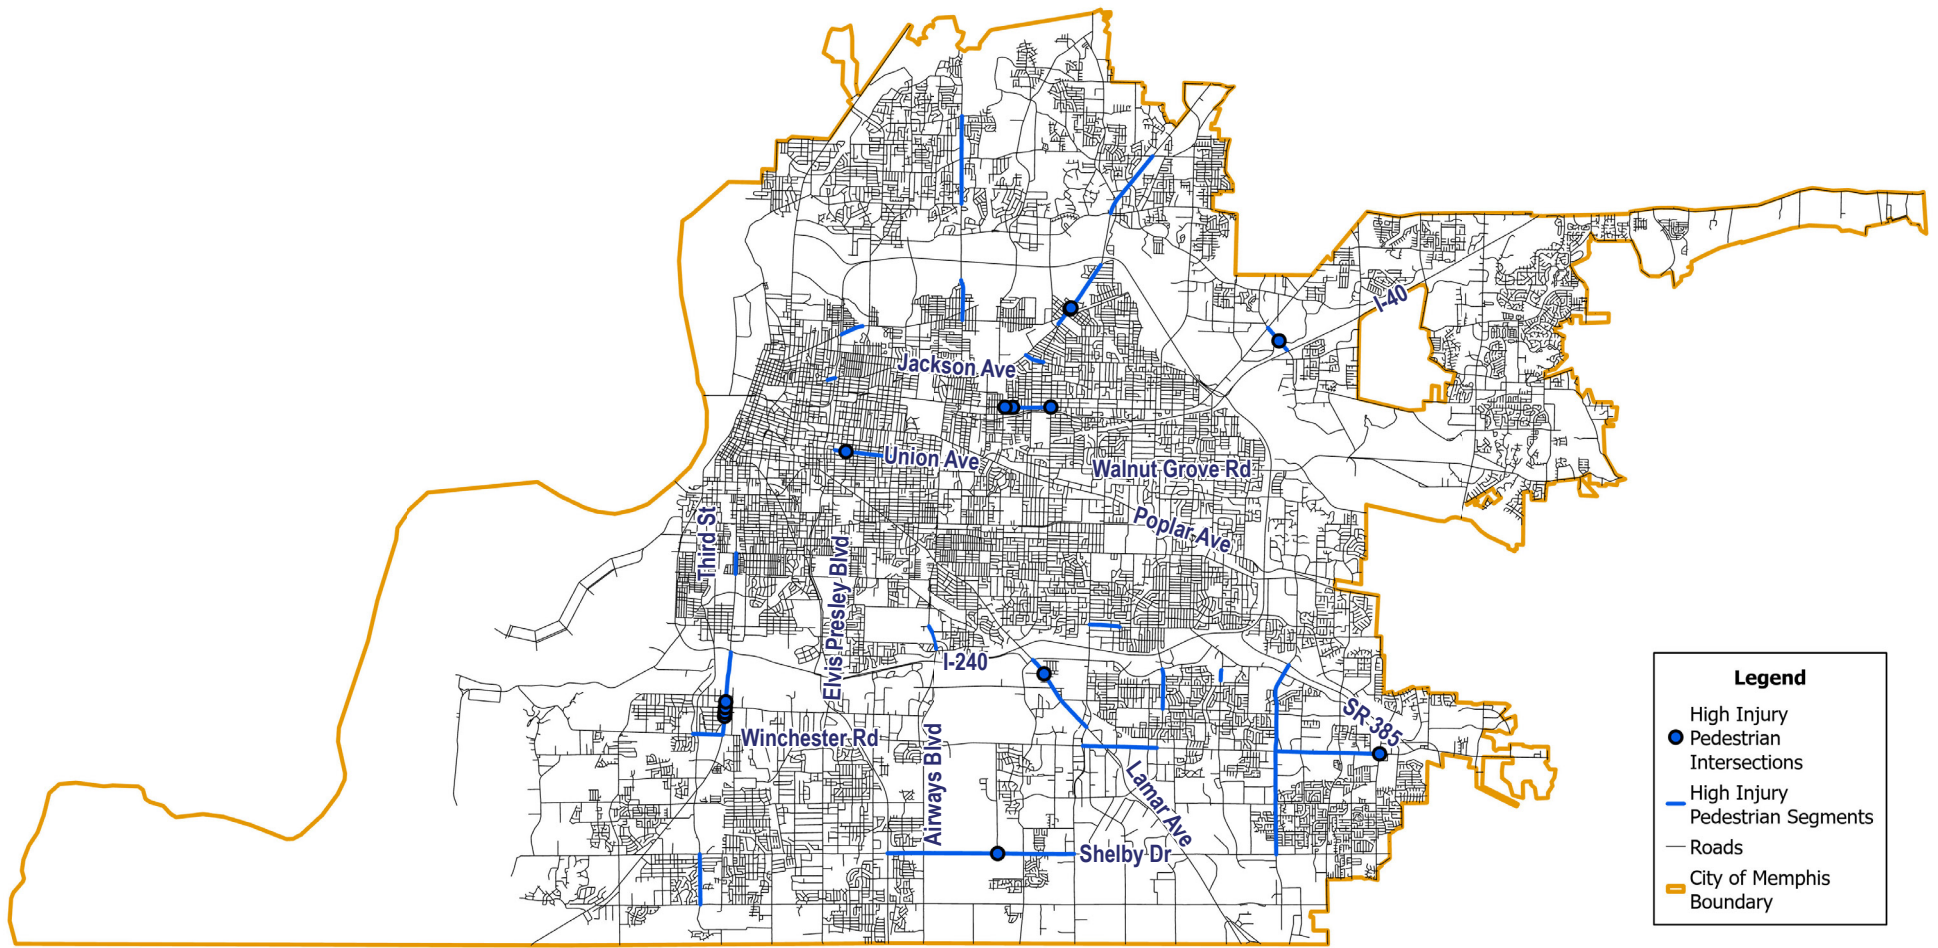 I-40
Jackson Ave
Union Ave
Walnut Grove Rd
Poplar Ave
Third St
Elvis Presley Blvd
I-240
SR 385
Winchester Rd
Airways Blvd
Lamar Ave
Shelby Dr
Legend
High Injury
Pedestrian
Intersections
High Injury
Pedestrian Segments
Roads
City of Memphis
Boundary